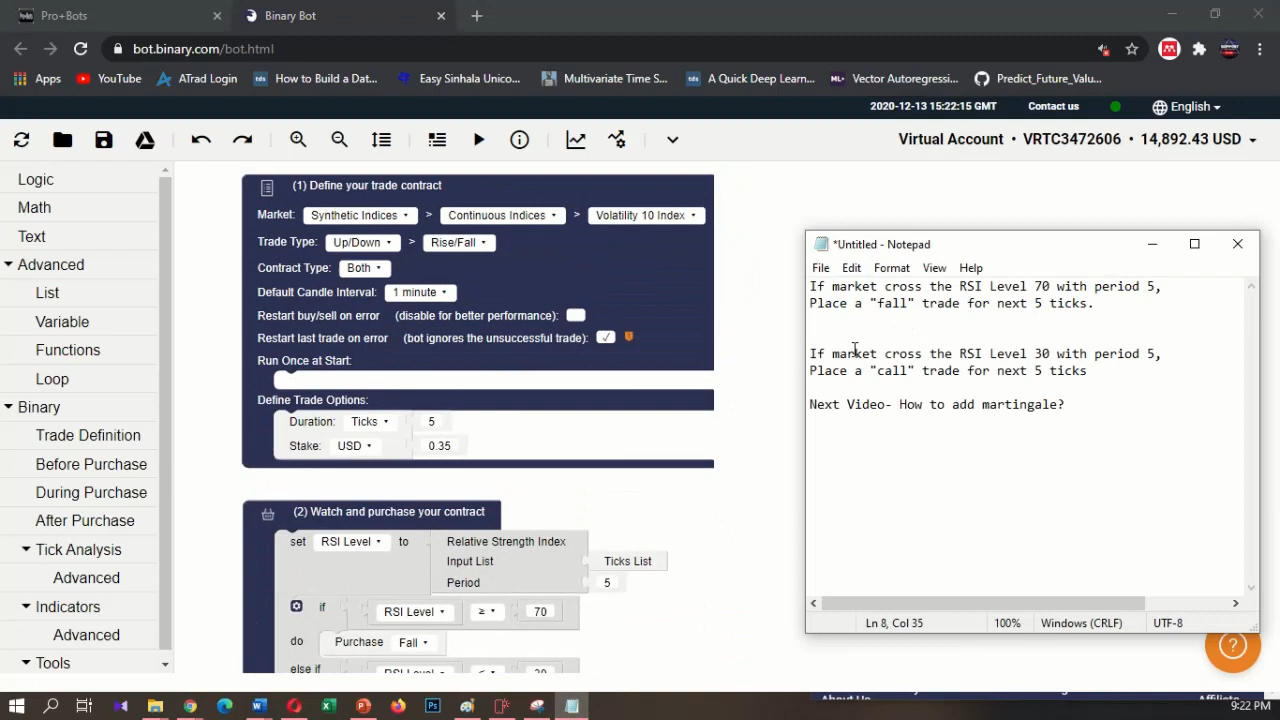 Pro+Bots
Binary Bot
bot.binary.com/bot.html
Apps
YouTube
ATrad Login
How to Build a Dat...
Easy Sinhala Unico...
Multivariate Time S...
A Quick Deep Learn...
Vector Autoregressi...
Predict_Future_Valu...
2020-12-13 15:22:15 GMT
Contact us
English
Virtual Account • VRTC3472606 • 14,892.43 USD
Logic
Math
Text
Advanced
List
Variable
Functions
Loop
Binary
Trade Definition
Before Purchase
During Purchase
After Purchase
Tick Analysis
Advanced
Indicators
Advanced
Tools
(1) Define your trade contract
Market: Synthetic Indices > Continuous Indices > Volatility 10 Index
Trade Type: Up/Down > Rise/Fall
Contract Type: Both
Default Candle Interval: 1 minute
Restart buy/sell on error (disable for better performance):
Restart last trade on error (bot ignores the unsuccessful trade): ✓
Run Once at Start:
Define Trade Options:
Duration: Ticks 5
Stake: USD 0.35
(2) Watch and purchase your contract
set RSI Level to Relative Strength Index
Input List Ticks List
Period 5
if RSI Level ≥ 70
do Purchase Fall
else if RSI Level 30
*Untitled - Notepad
File Edit Format View Help
If market cross the RSI Level 70 with period 5,
Place a "fall" trade for next 5 ticks.
If market cross the RSI Level 30 with period 5,
Place a "call" trade for next 5 ticks
Next Video- How to add martingale?
Ln 8, Col 35
100%
Windows (CRLF)
UTF-8
About Us
Affiliate
9:22 PM